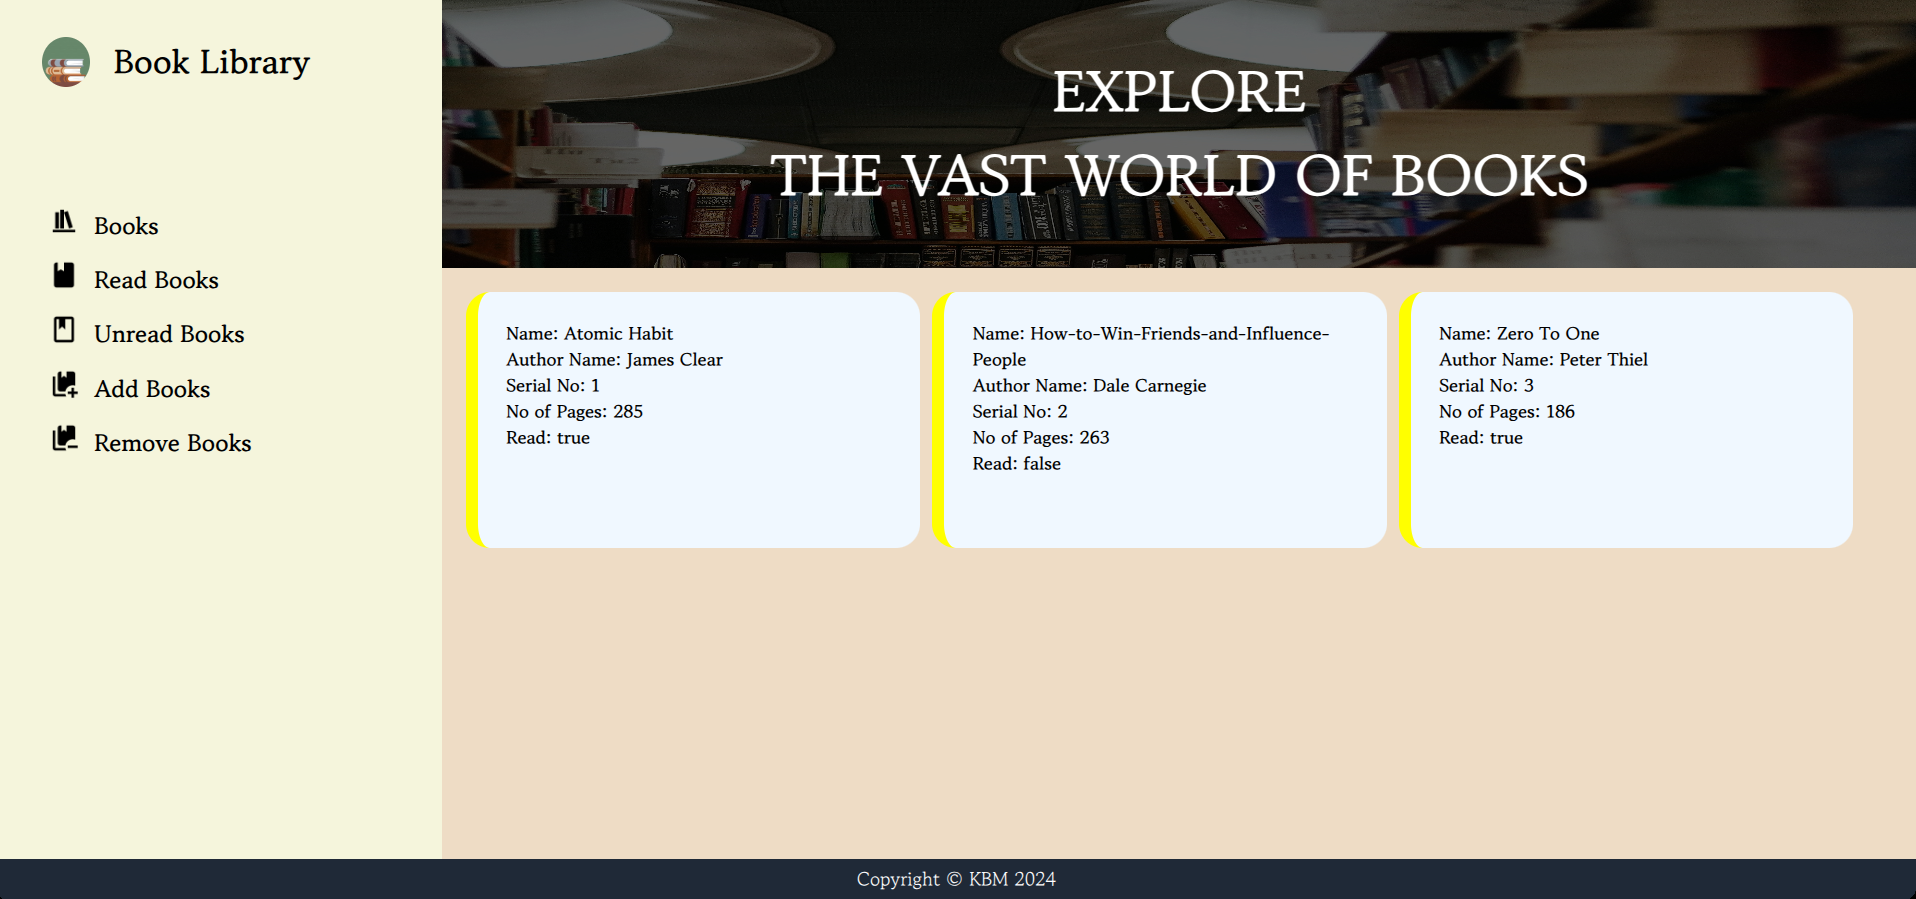 Book Library
Books
Read Books
Unread Books
Add Books
Remove Books
EXPLORE
THE VAST WORLD OF BOOKS
Name: Atomic Habit
Author Name: James Clear
Serial No: 1
No of Pages: 285
Read: true
Name: How-to-Win-Friends-and-Influence-
People
Author Name: Dale Carnegie
Serial No: 2
No of Pages: 263
Read: false
Name: Zero To One
Author Name: Peter Thiel
Serial No: 3
No of Pages: 186
Read: true
Copyright © KBM 2024